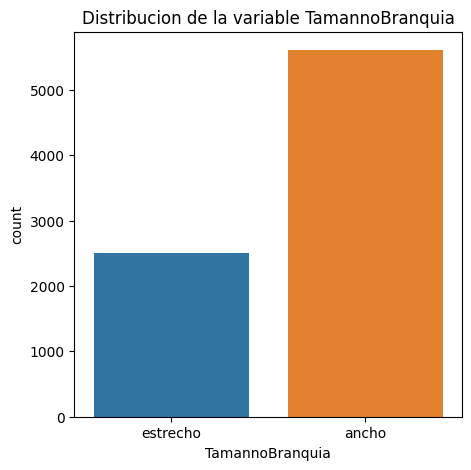 Distribucion de la variable TamannoBranquia
count
5000
4000
3000
2000
1000
0
estrecho
ancho
TamannoBranquia